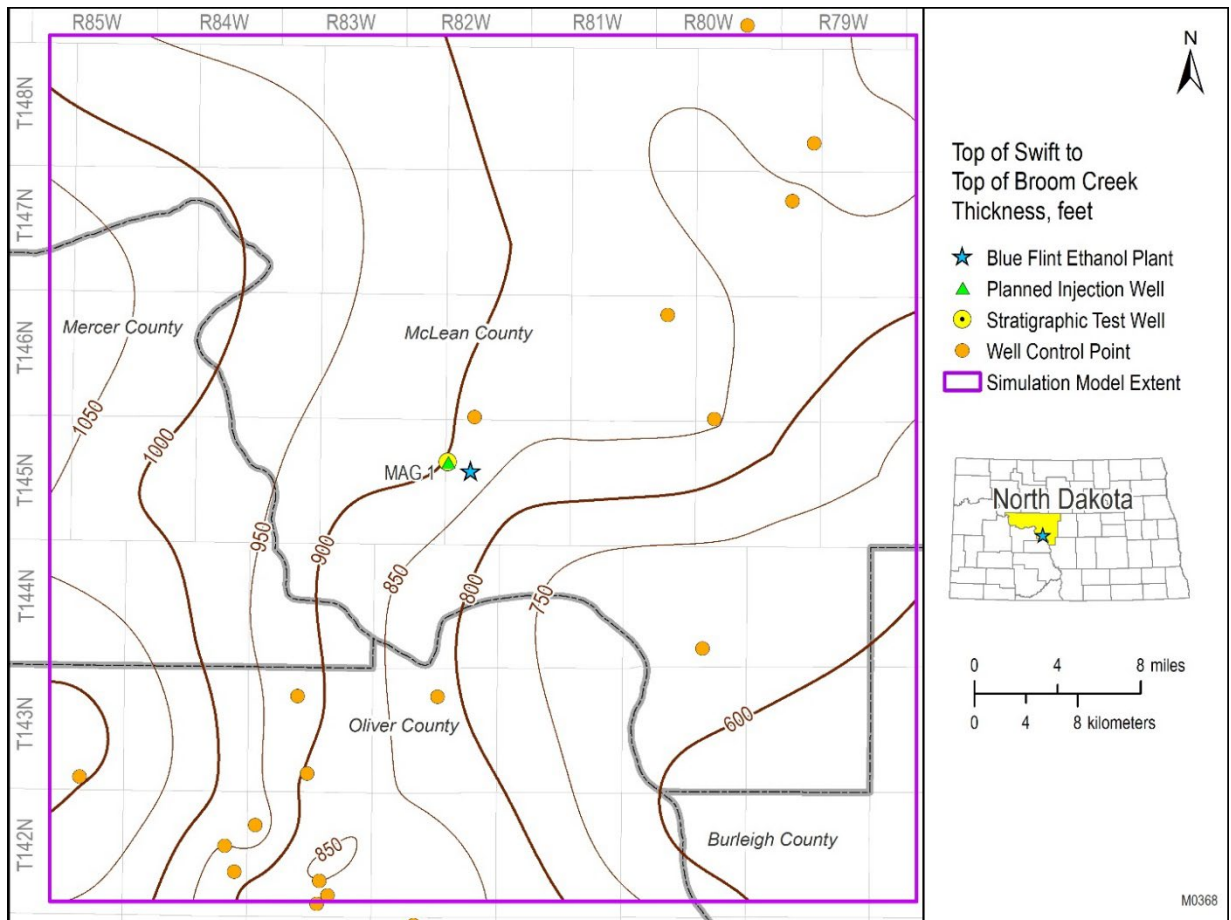 R85W R84W R83W R82W R81W R80W R79W
T148N
T147N
T146N
T145N
T144N
T143N
T142N
Mercer County
McLean County
Oliver County
Burleigh County
MAG 1
1050
1000
950
900
850
800
750
600
850
N
Top of Swift to
Top of Broom Creek
Thickness, feet
Blue Flint Ethanol Plant
Planned Injection Well
Stratigraphic Test Well
Well Control Point
Simulation Model Extent
North Dakota
0 4 8 miles
0 4 8 kilometers
M0368